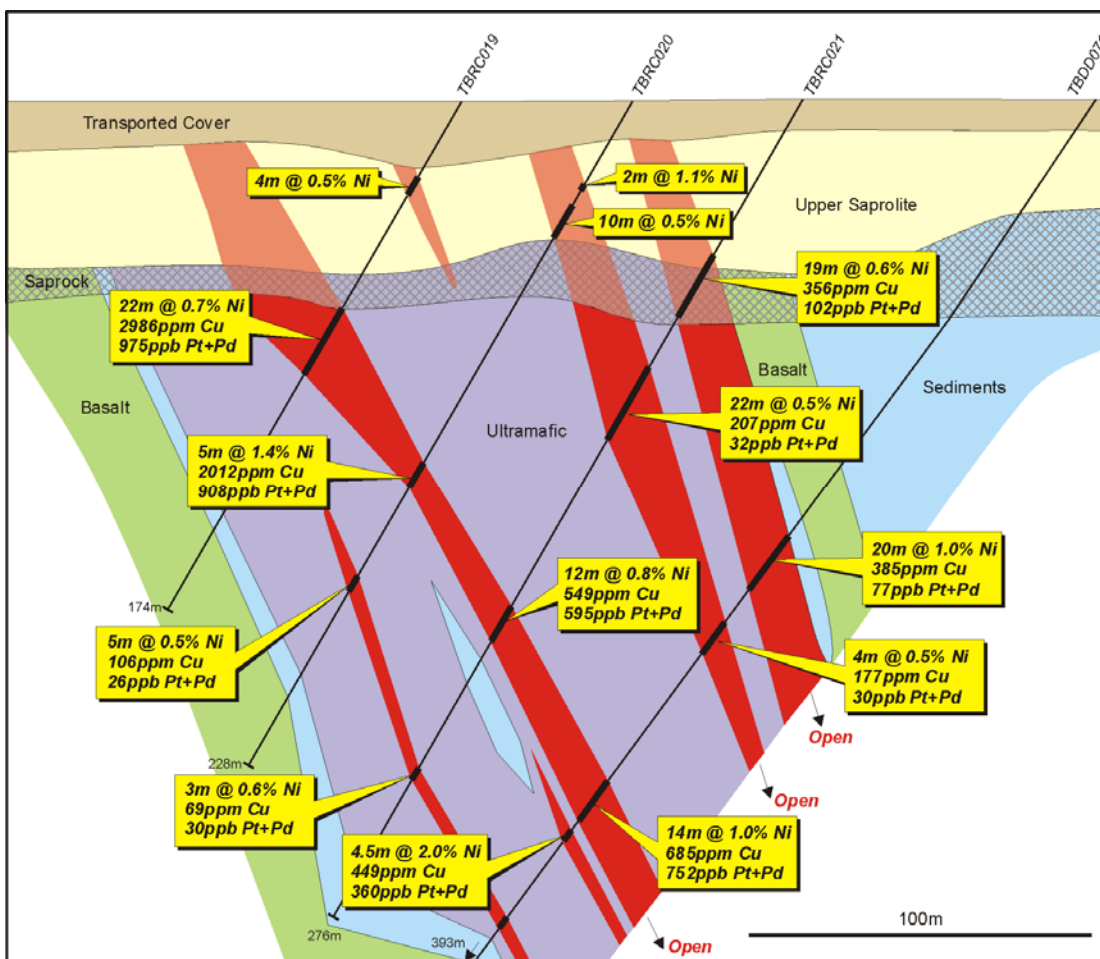 TBRC019
TBRC020
TBRC021
Transported Cover
4m @ 0.5% Ni
2m @ 1.1% Ni
10m @ 0.5% Ni
Upper Saprolite
Saprock
19m @ 0.6% Ni
356ppm Cu
102ppb Pt+Pd
22m @ 0.7% Ni
2986ppm Cu
975ppb Pt+Pd
Basalt
Basalt
Sediments
Ultramafic
22m @ 0.5% Ni
207ppm Cu
32ppb Pt+Pd
5m @ 1.4% Ni
2012ppm Cu
908ppb Pt+Pd
20m @ 1.0% Ni
385ppm Cu
77ppb Pt+Pd
12m @ 0.8% Ni
549ppm Cu
595ppb Pt+Pd
174m
5m @ 0.5% Ni
106ppm Cu
26ppb Pt+Pd
4m @ 0.5% Ni
177ppm Cu
30ppb Pt+Pd
Open
228m
3m @ 0.6% Ni
69ppm Cu
30ppb Pt+Pd
Open
4.5m @ 2.0% Ni
449ppm Cu
360ppb Pt+Pd
14m @ 1.0% Ni
685ppm Cu
752ppb Pt+Pd
100m
276m
393m
Open